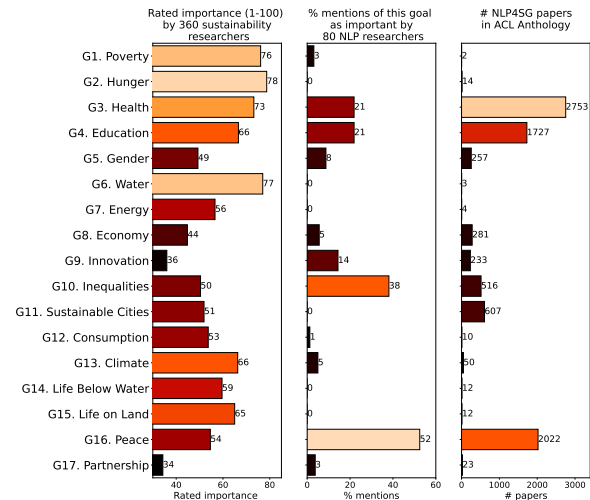 Rated importance (1-100)
by 360 sustainability
researchers
% mentions of this goal
as important by
80 NLP researchers
# NLP4SG papers
in ACL Anthology
G1. Poverty 76 3 2
G2. Hunger 78 0 14
G3. Health 73 21 2753
G4. Education 66 21 1727
G5. Gender 49 8 257
G6. Water 77 0 3
G7. Energy 56 0 4
G8. Economy 44 5 281
G9. Innovation 36 14 233
G10. Inequalities 50 38 516
G11. Sustainable Cities 51 0 607
G12. Consumption 53 1 10
G13. Climate 66 5 50
G14. Life Below Water 59 0 12
G15. Life on Land 65 0 12
G16. Peace 54 52 2022
G17. Partnership 34 3 23
40 60 80 0 20 40 60 0 1000 2000 3000
Rated importance % mentions # papers